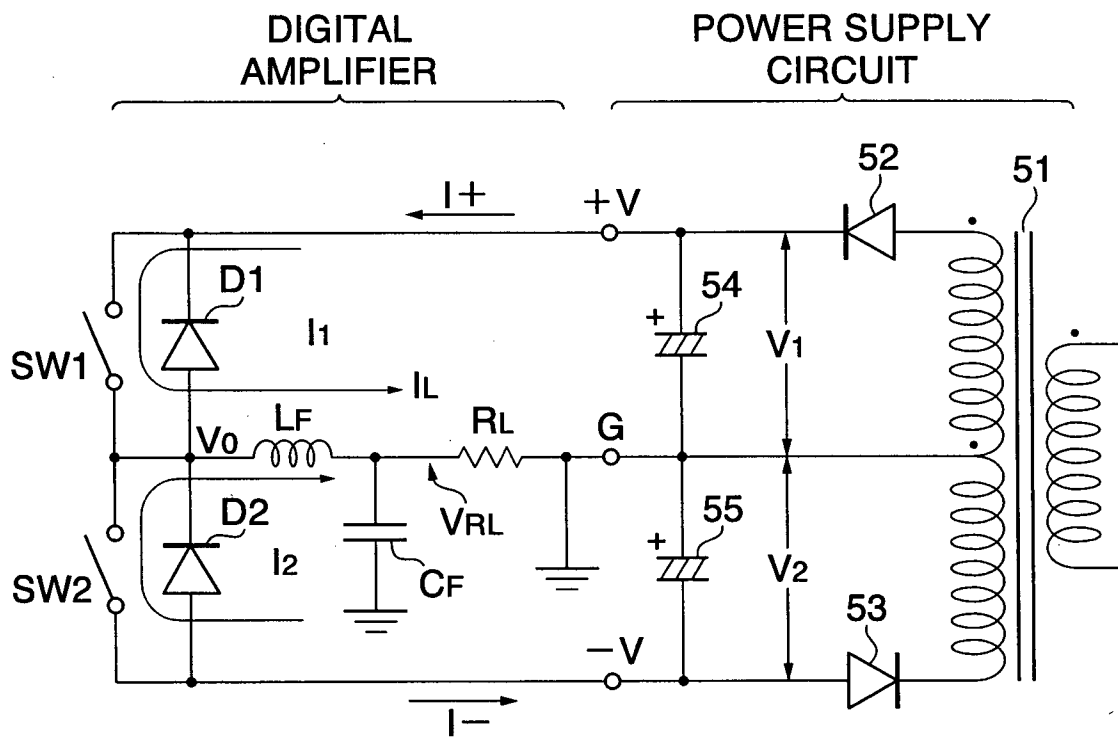 DIGITAL
AMPLIFIER
POWER SUPPLY
CIRCUIT
I+
+V
52
51
D1
54
+
I1
V1
SW1
IL
LF
RL
G
V0
D2
VRL
55
+
I2
V2
SW2
CF
53
−V
I−